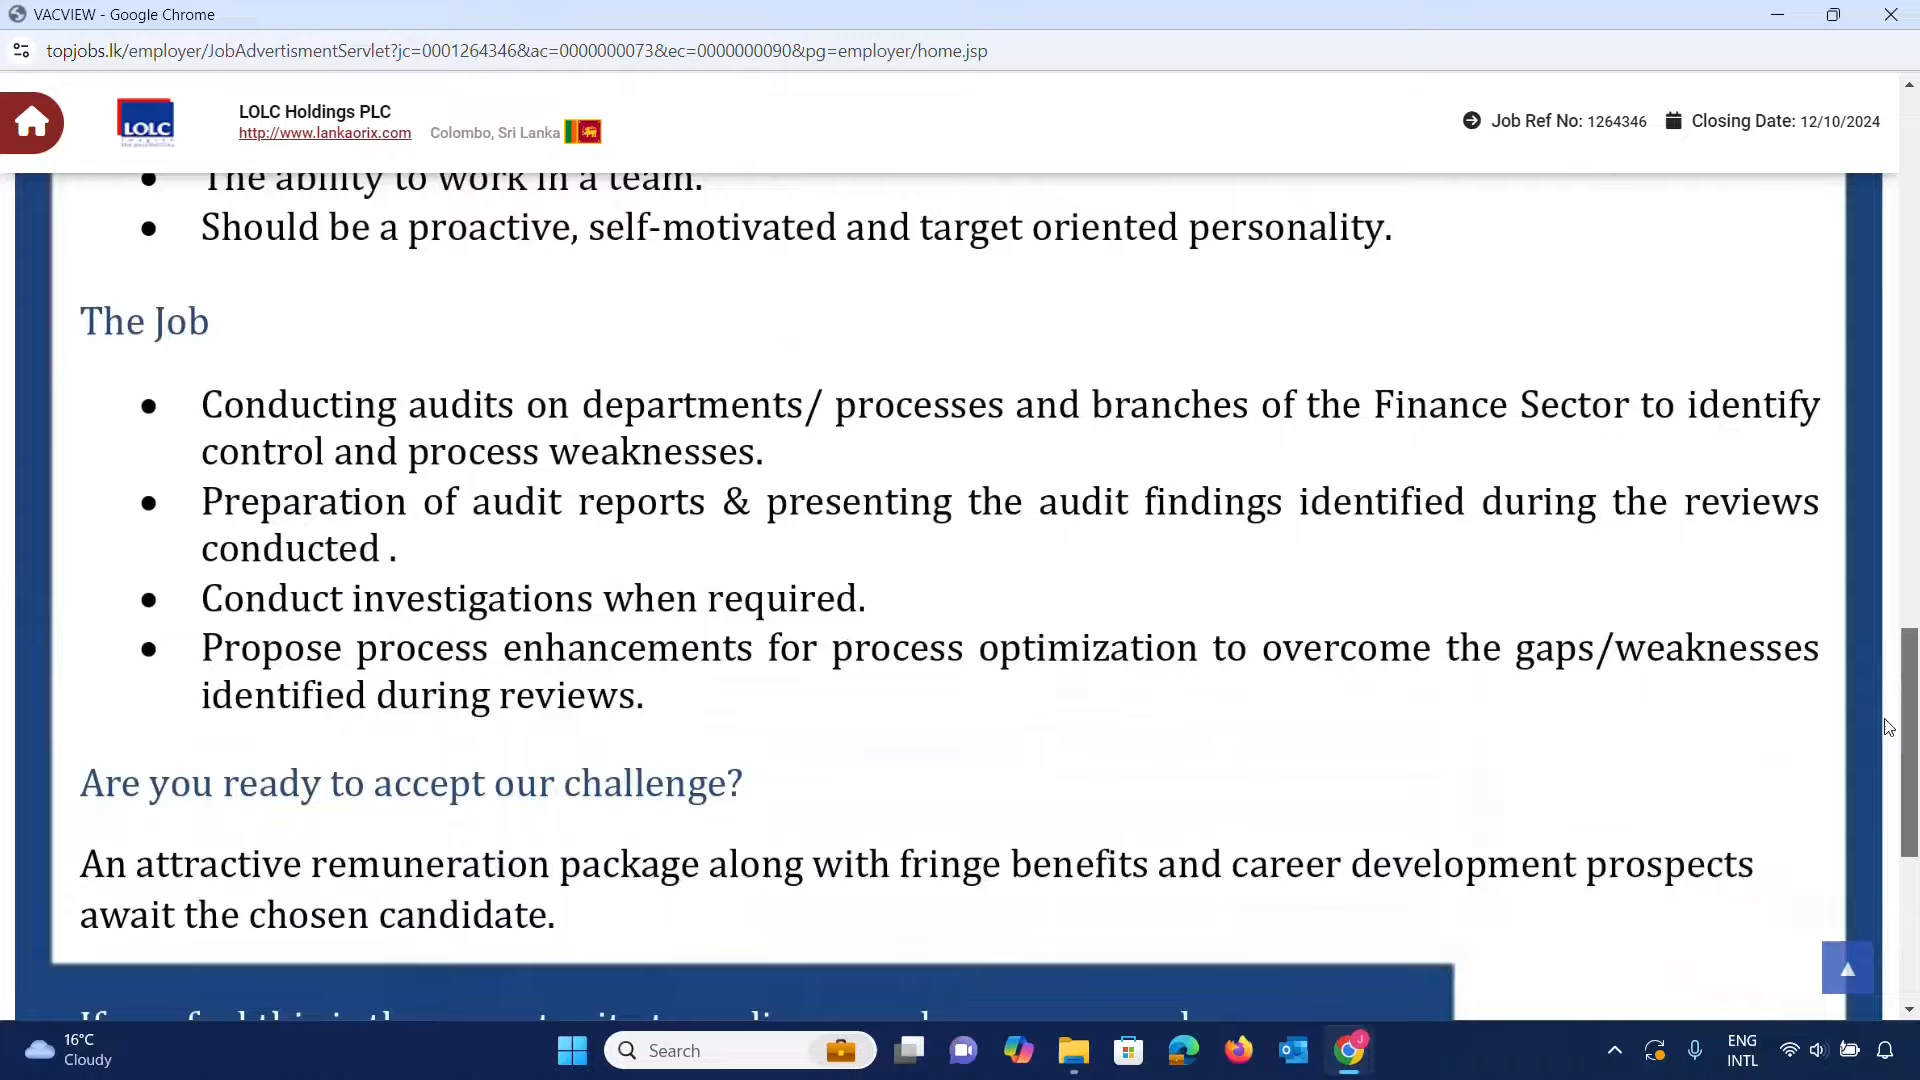 VACVIEW - Google Chrome
topjobs.lk/employer/JobAdvertismentServlet?jc=0001264346&ac=0000000073&ec=0000000090&pg=employer/home.jsp
LOLC
LOLC Holdings PLC
http://www.lankaorix.com Colombo, Sri Lanka
Job Ref No: 1264346 Closing Date: 12/10/2024
The ability to work in a team.
Should be a proactive, self-motivated and target oriented personality.
The Job
Conducting audits on departments/ processes and branches of the Finance Sector to identify
control and process weaknesses.
Preparation of audit reports & presenting the audit findings identified during the reviews
conducted .
Conduct investigations when required.
Propose process enhancements for process optimization to overcome the gaps/weaknesses
identified during reviews.
Are you ready to accept our challenge?
An attractive remuneration package along with fringe benefits and career development prospects
await the chosen candidate.
16°C
Cloudy
Search
J
ENG
INTL